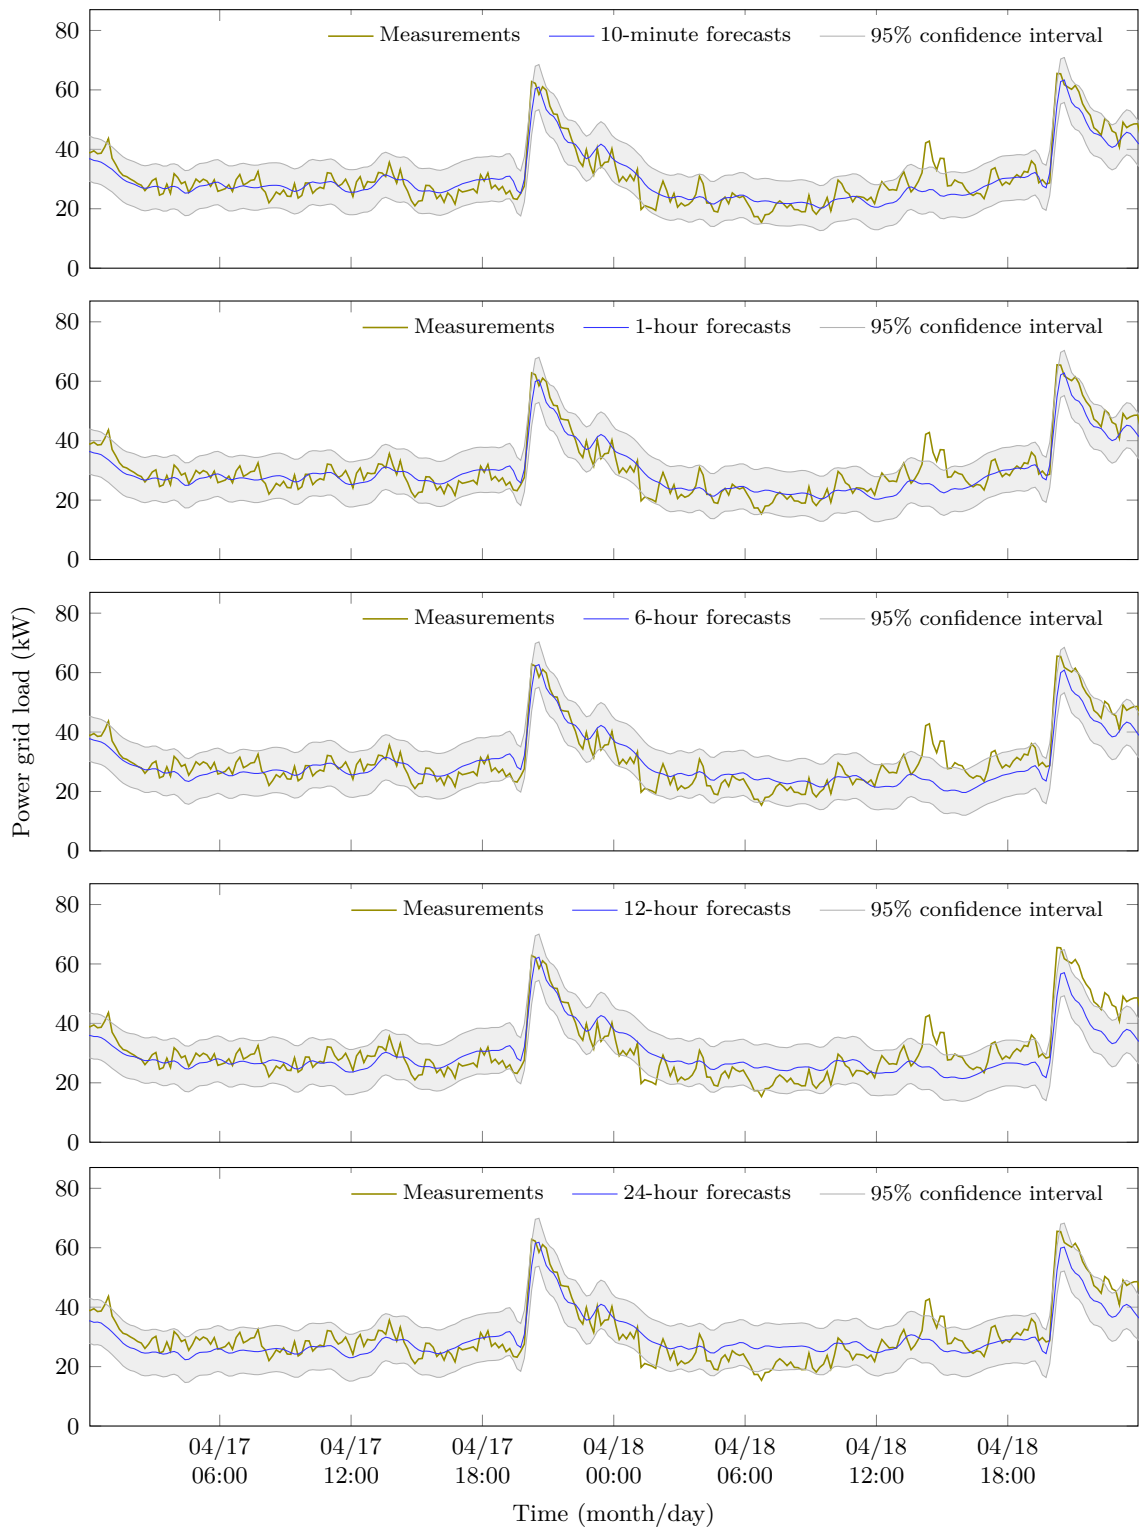 80
60
40
20
0
Measurements 10-minute forecasts 95% confidence interval
80
60
40
20
0
Measurements 1-hour forecasts 95% confidence interval
Power grid load (kW)
80
60
40
20
0
Measurements 6-hour forecasts 95% confidence interval
80
60
40
20
0
Measurements 12-hour forecasts 95% confidence interval
80
60
40
20
0
Measurements 24-hour forecasts 95% confidence interval
04/17 04/17 04/17 04/18 04/18 04/18 04/18
06:00 12:00 18:00 00:00 06:00 12:00 18:00
Time (month/day)